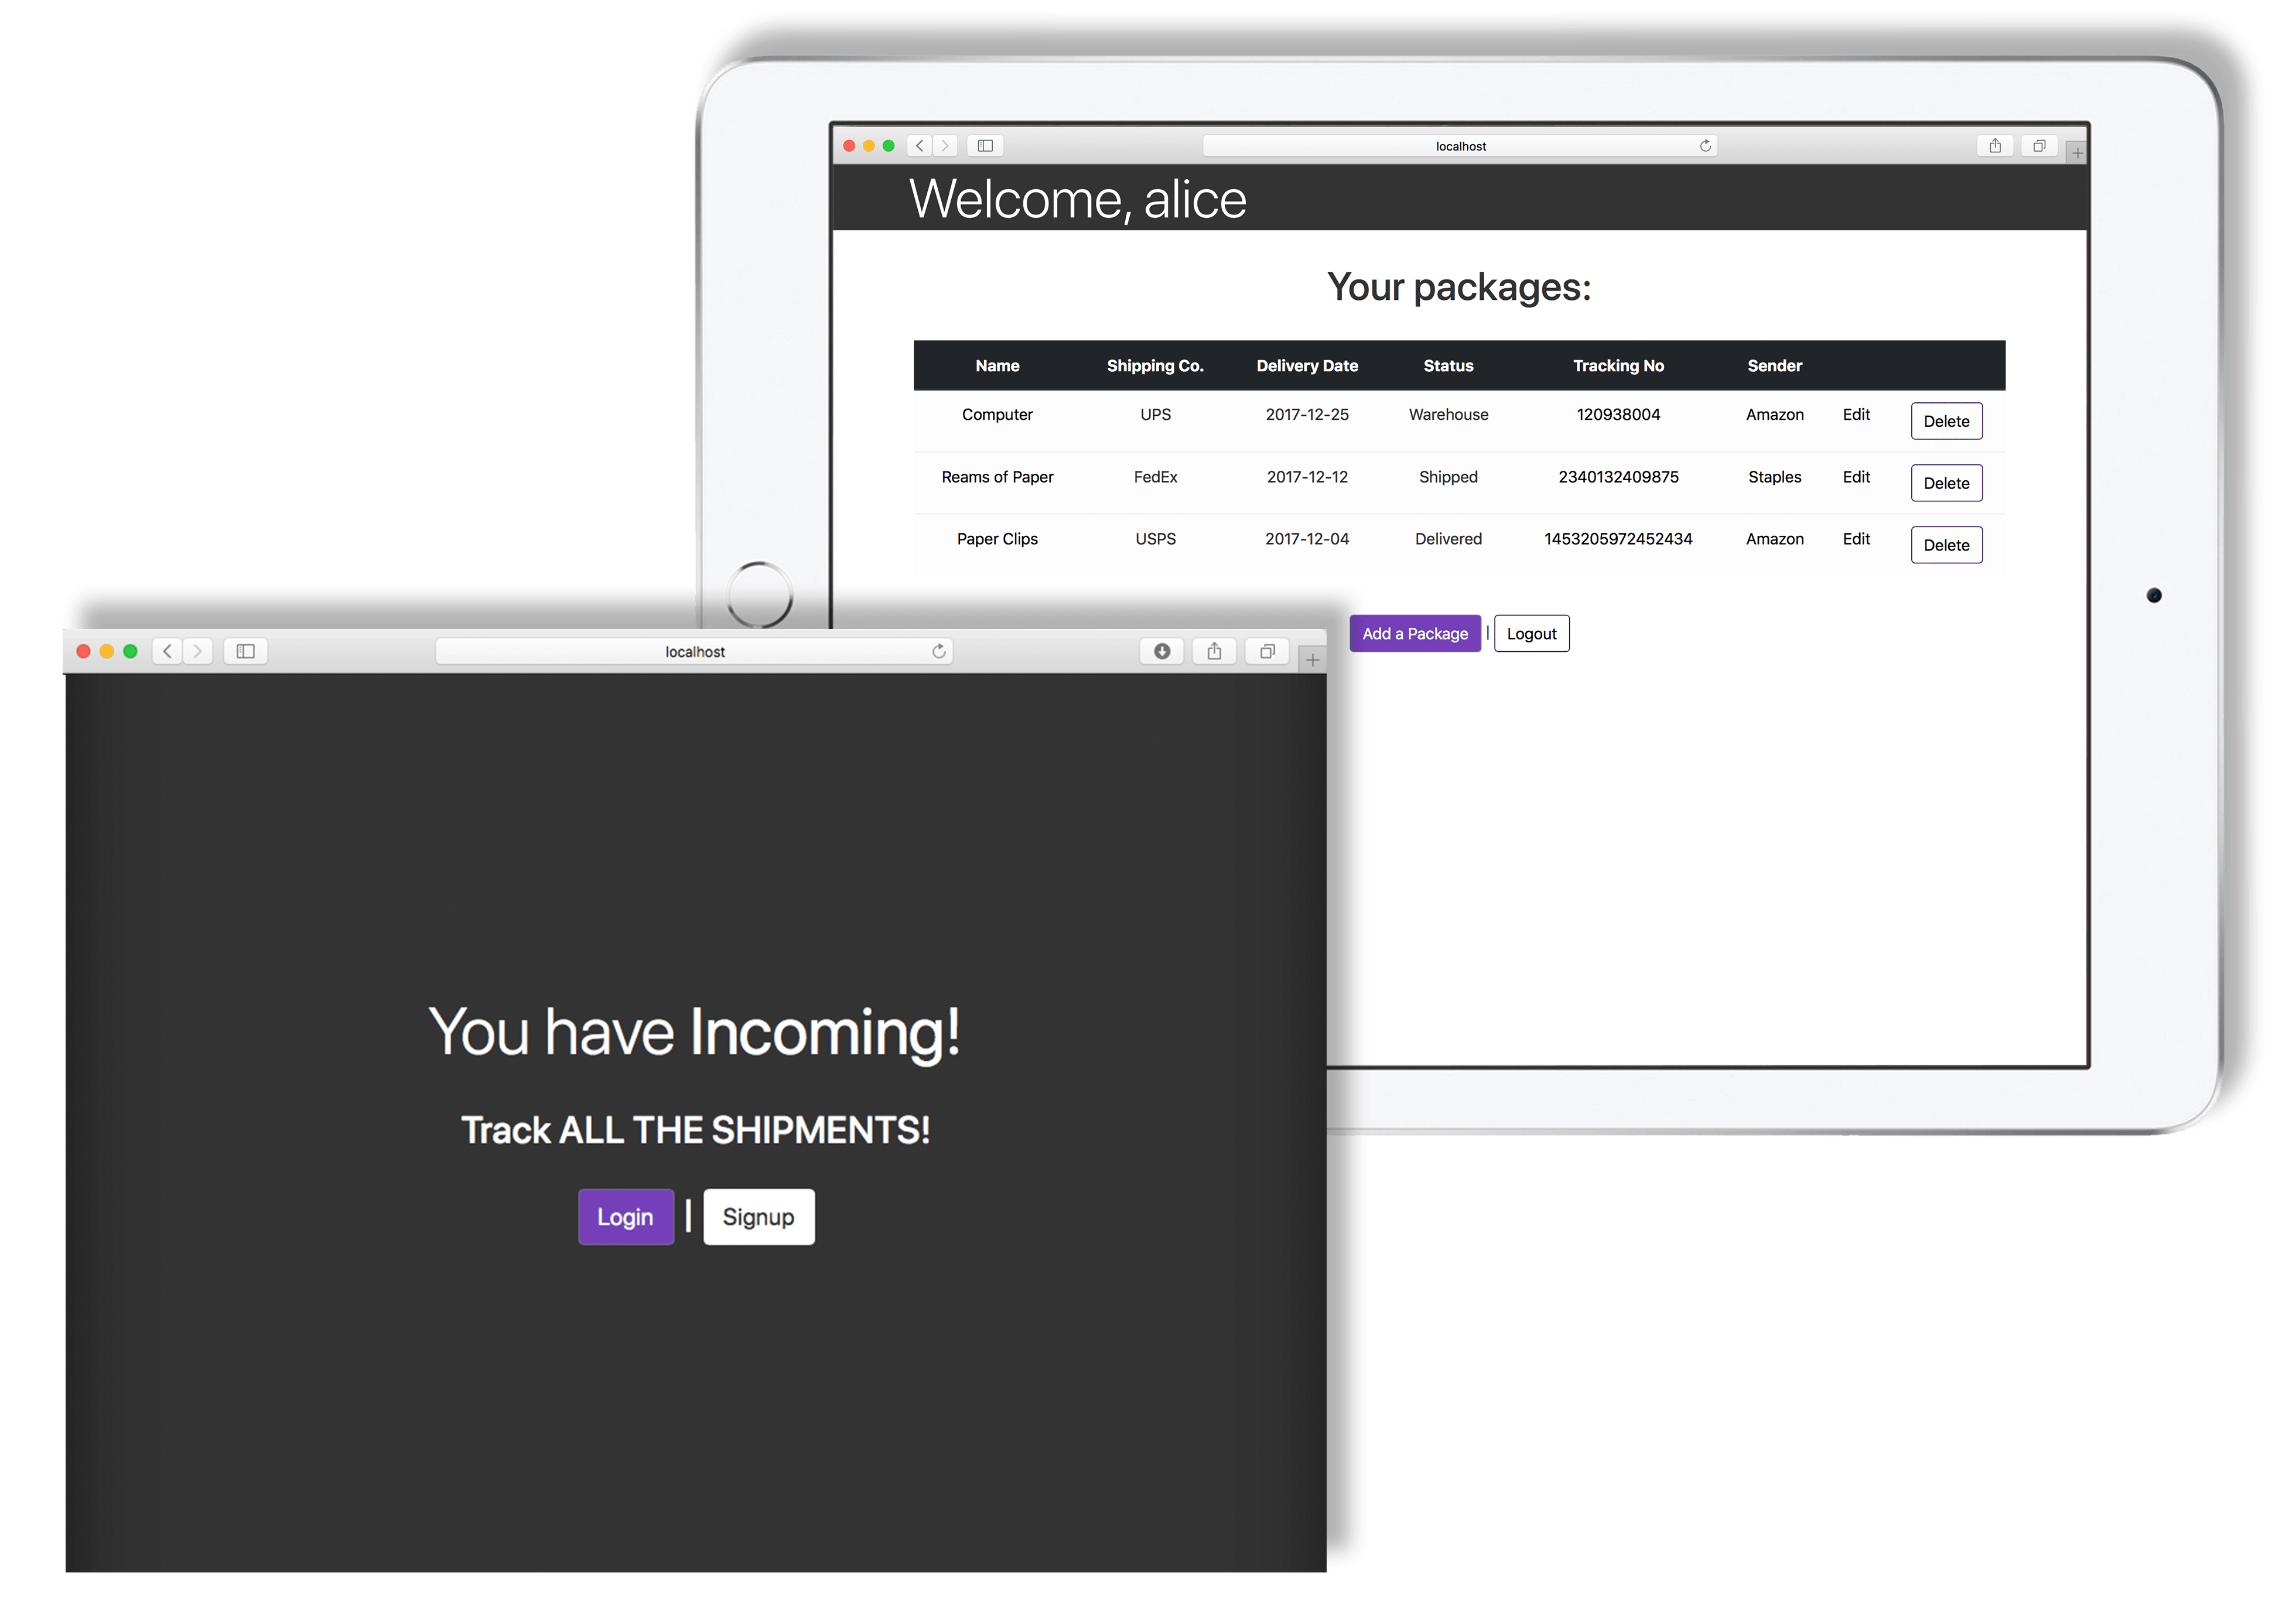 localhost
Welcome, alice
Your packages:
Name Shipping Co. Delivery Date Status Tracking No Sender
Computer UPS 2017-12-25 Warehouse 120938004 Amazon Edit Delete
Reams of Paper FedEx 2017-12-12 Shipped 2340132409875 Staples Edit Delete
Paper Clips USPS 2017-12-04 Delivered 1453205972452434 Amazon Edit Delete
Add a Package | Logout
localhost
You have Incoming!
Track ALL THE SHIPMENTS!
Login | Signup